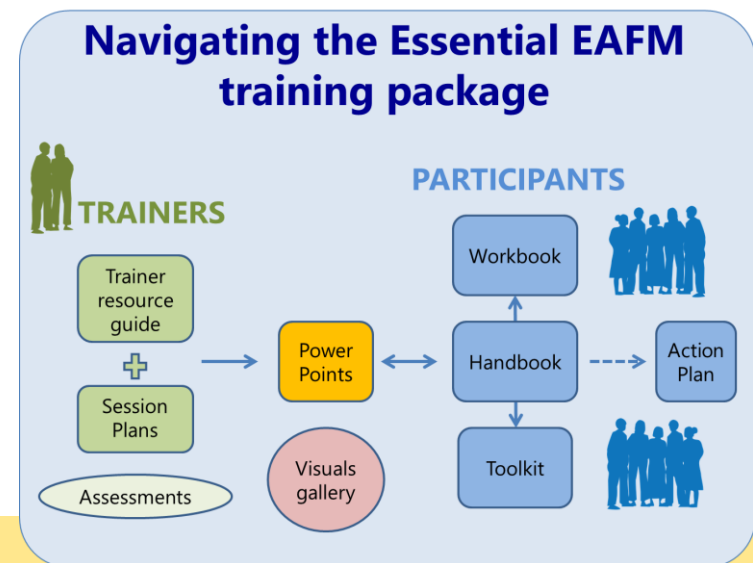 Navigating the Essential EAFM
training package
PARTICIPANTS
TRAINERS
Trainer
resource
guide
Session
Plans
Assessments
Power
Points
Visuals
gallery
Workbook
Handbook
Toolkit
Action
Plan